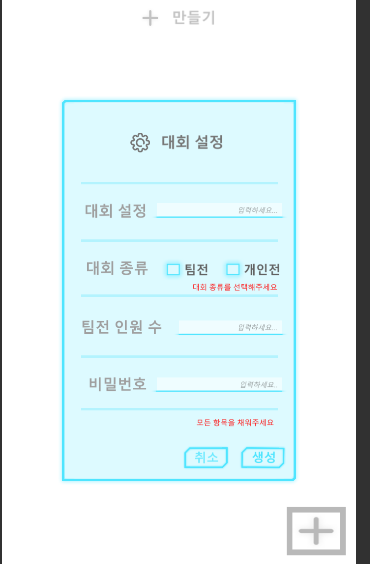 + 만들기
대회 설정
대회 설정 입력하세요...
대회 종류 팀전 개인전
대회 종류를 선택해주세요
팀전 인원 수 입력하세요...
비밀번호 입력하세요..
모든 항목을 채워주세요
취소 생성